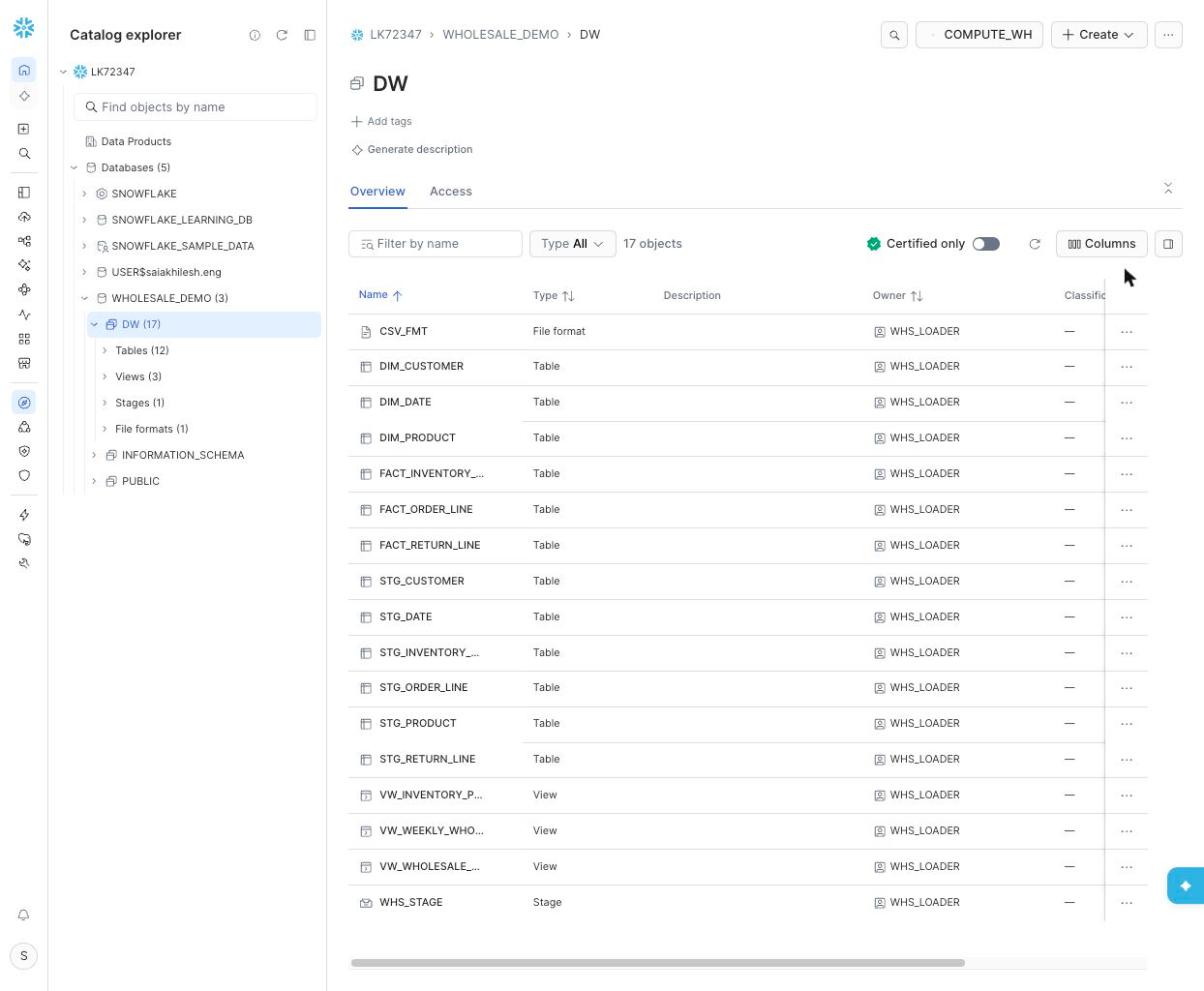 Catalog explorer
LK72347
Find objects by name
Data Products
Databases (5)
SNOWFLAKE
SNOWFLAKE_LEARNING_DB
SNOWFLAKE_SAMPLE_DATA
USER$saiakhilesh.eng
WHOLESALE_DEMO (3)
DW (17)
Tables (12)
Views (3)
Stages (1)
File formats (1)
INFORMATION_SCHEMA
PUBLIC
S
LK72347 › WHOLESALE_DEMO › DW
COMPUTE_WH
+ Create
DW
+ Add tags
Generate description
Overview Access
Filter by name Type All 17 objects Certified only Columns
Name Type Description Owner Classific
CSV_FMT File format WHS_LOADER — ...
DIM_CUSTOMER Table WHS_LOADER — ...
DIM_DATE Table WHS_LOADER — ...
DIM_PRODUCT Table WHS_LOADER — ...
FACT_INVENTORY_... Table WHS_LOADER — ...
FACT_ORDER_LINE Table WHS_LOADER — ...
FACT_RETURN_LINE Table WHS_LOADER — ...
STG_CUSTOMER Table WHS_LOADER — ...
STG_DATE Table WHS_LOADER — ...
STG_INVENTORY_... Table WHS_LOADER — ...
STG_ORDER_LINE Table WHS_LOADER — ...
STG_PRODUCT Table WHS_LOADER — ...
STG_RETURN_LINE Table WHS_LOADER — ...
VW_INVENTORY_P... View WHS_LOADER — ...
VW_WEEKLY_WHO... View WHS_LOADER — ...
VW_WHOLESALE_... View WHS_LOADER — ...
WHS_STAGE Stage WHS_LOADER — ...